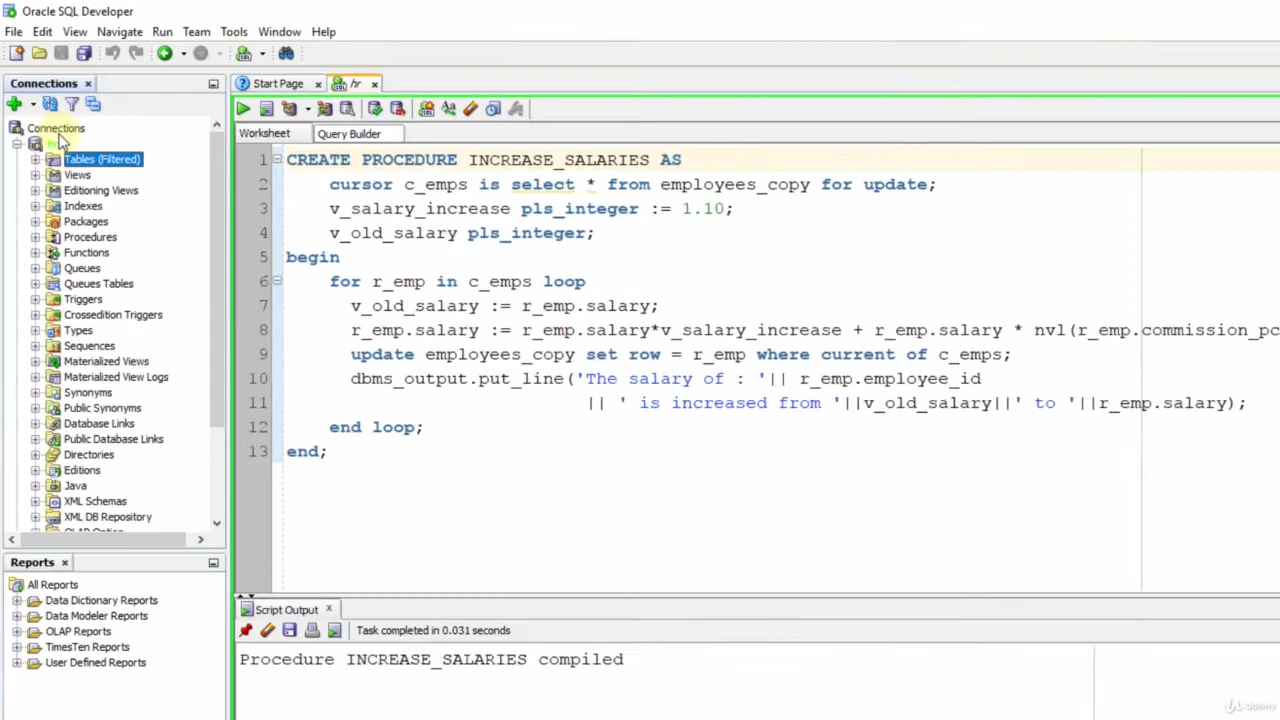 Oracle SQL Developer
File Edit View Navigate Run Team Tools Window Help
Connections
Start Page
hr
Worksheet Query Builder
Connections
Tables (Filtered)
Views
Editioning Views
Indexes
Packages
Procedures
Functions
Queues
Queues Tables
Triggers
Crossedition Triggers
Types
Sequences
Materialized Views
Materialized View Logs
Synonyms
Public Synonyms
Database Links
Public Database Links
Directories
Editions
Java
XML Schemas
XML DB Repository
OLAP Option
1 CREATE PROCEDURE INCREASE_SALARIES AS
2 cursor c_emps is select * from employees_copy for update;
3 v_salary_increase pls_integer := 1.10;
4 v_old_salary pls_integer;
5 begin
6 for r_emp in c_emps loop
7 v_old_salary := r_emp.salary;
8 r_emp.salary := r_emp.salary*v_salary_increase + r_emp.salary * nvl(r_emp.commission_pc
9 update employees_copy set row = r_emp where current of c_emps;
10 dbms_output.put_line('The salary of : '|| r_emp.employee_id
11 || ' is increased from '||v_old_salary||' to '||r_emp.salary);
12 end loop;
13 end;
Reports
All Reports
Data Dictionary Reports
Data Modeler Reports
OLAP Reports
TimesTen Reports
User Defined Reports
Script Output
Task completed in 0.031 seconds
Procedure INCREASE_SALARIES compiled
Udemy